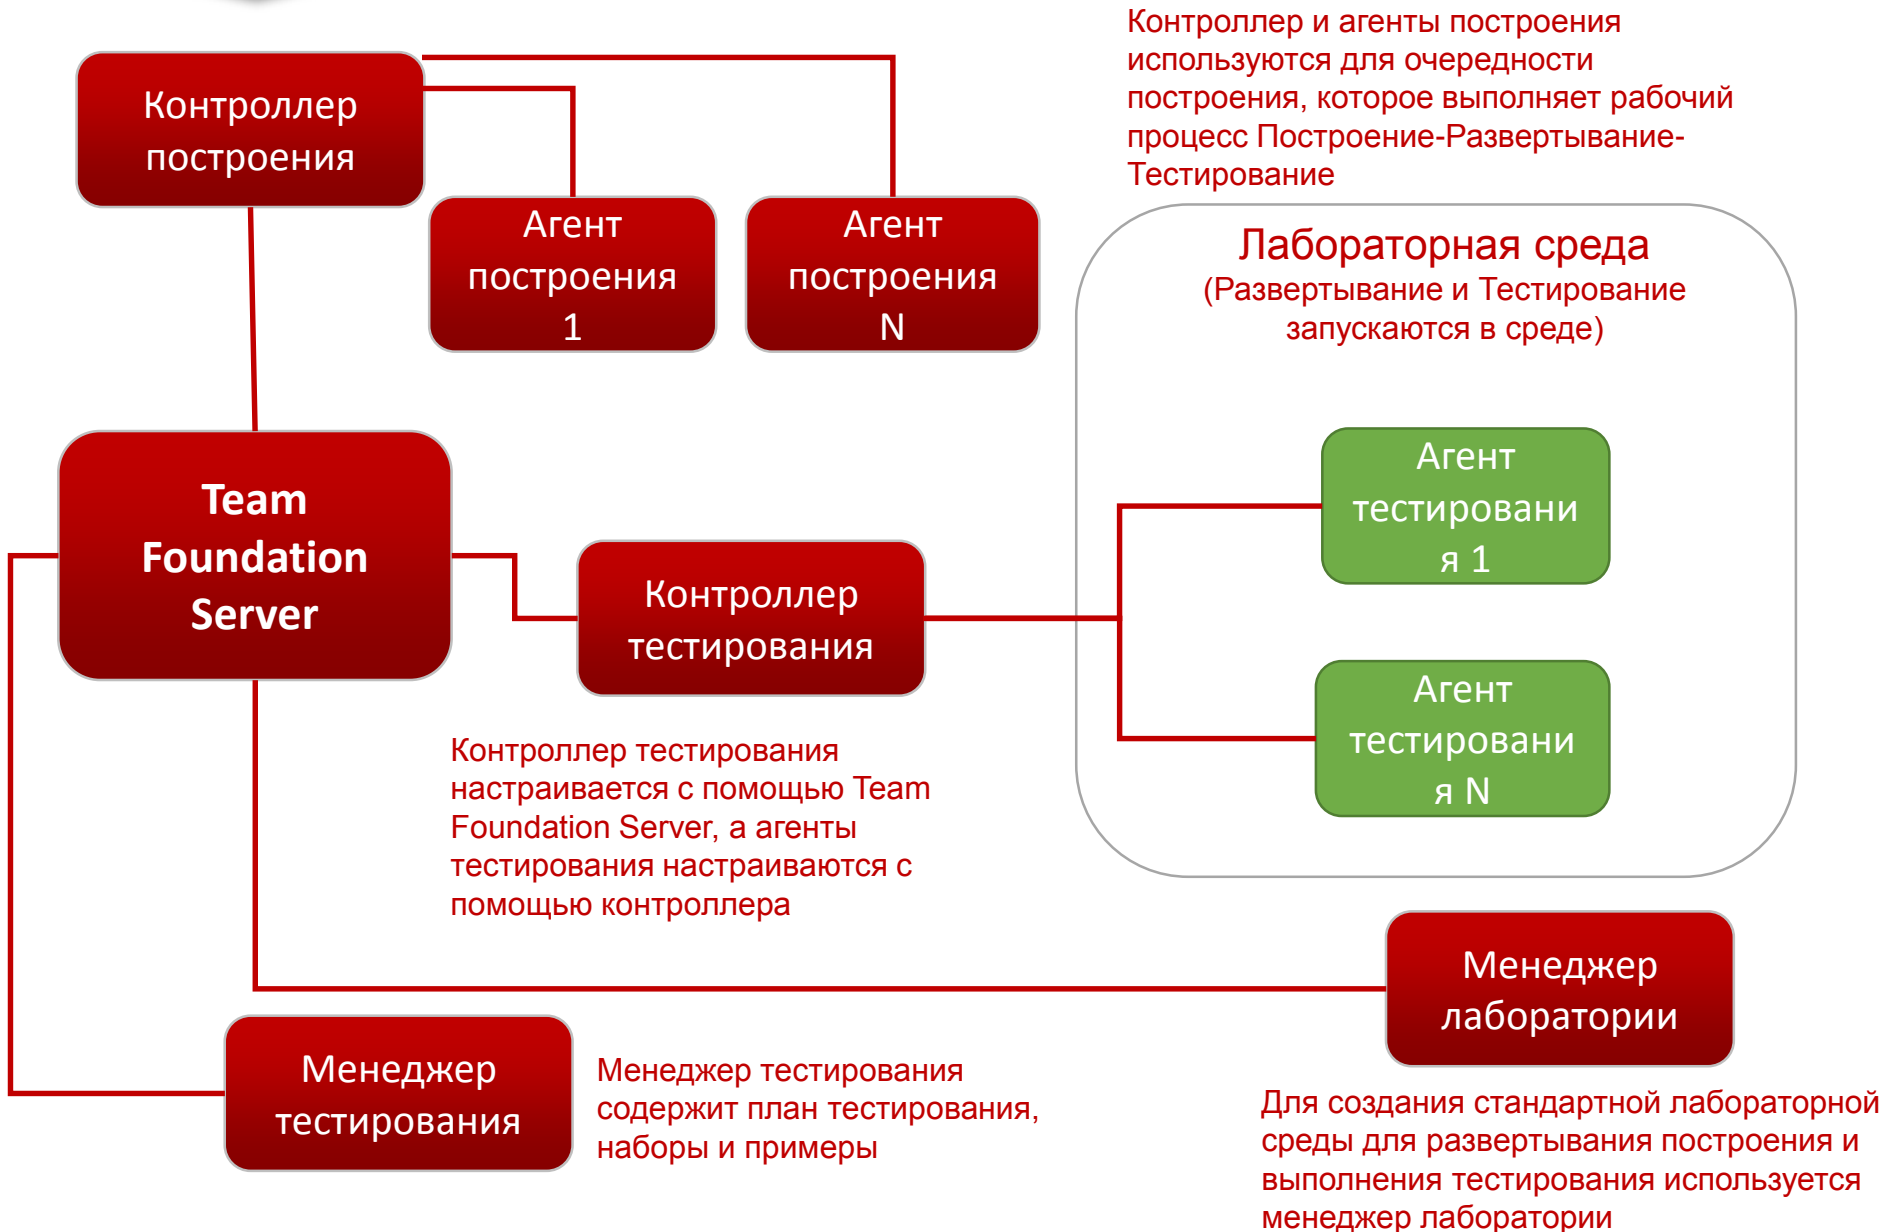 Контроллер и агенты построения
используются для очередности
построения, которое выполняет рабочий
процесс Построение-Развертывание-
Тестирование
Контроллер
построения
Агент
построения
1
Агент
построения
N
Лабораторная среда
(Развертывание и Тестирование
запускаются в среде)
Team
Foundation
Server
Контроллер
тестирования
Агент
тестировани
я 1
Агент
тестировани
я N
Контроллер тестирования
настраивается с помощью Team
Foundation Server, а агенты
тестирования настраиваются с
помощью контроллера
Менеджер
лаборатории
Менеджер
тестирования
Менеджер тестирования
содержит план тестирования,
наборы и примеры
Для создания стандартной лабораторной
среды для развертывания построения и
выполнения тестирования используется
менеджер лаборатории